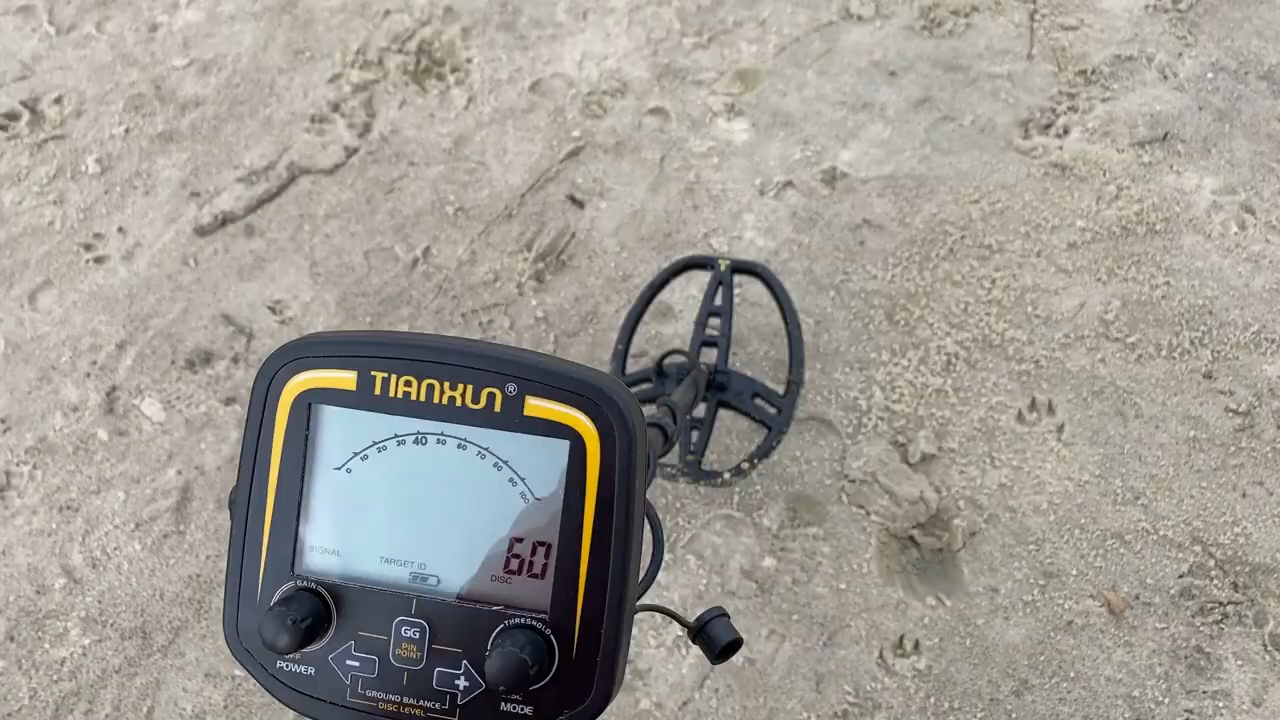 TIANXUN®
0 10 20 30 40 50 60 70 80 90 100
SIGNAL
TARGET ID
60
DISC
GAIN
OFF
POWER
GG
PIN
POINT
THRESHOLD
- +
GROUND BALANCE
DISC LEVEL
DISC
MODE